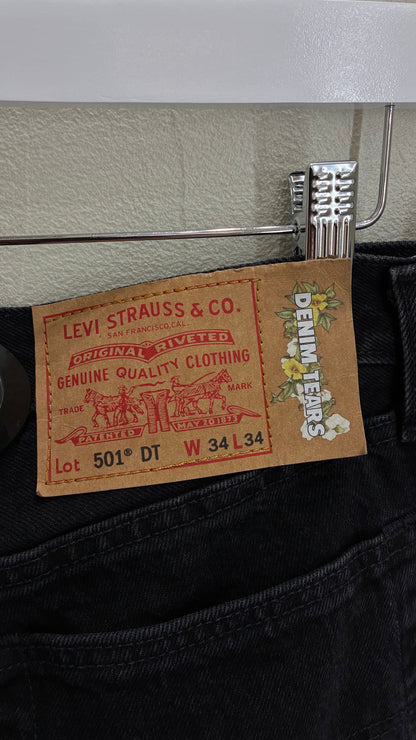 LEVI STRAUSS & CO.
SAN FRANCISCO, CAL.
ORIGINAL RIVETED
GENUINE QUALITY CLOTHING
TRADE MARK
PATENTED MAY 20 1873
Lot 501® DT W 34 L 34
DENIM TEARS